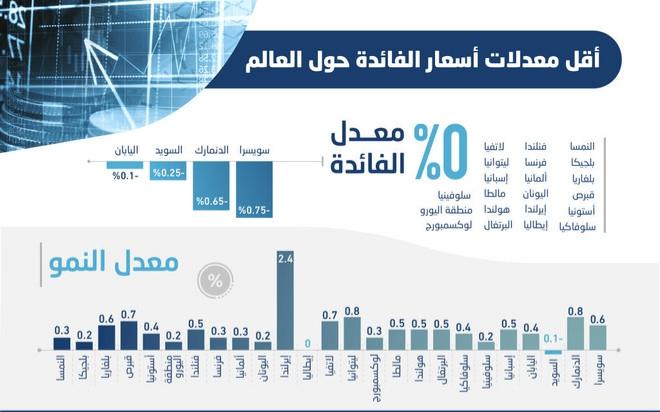 أقل معدلات أسعار الفائدة حول العالم
%0
معدل
الفائدة
النمسا
بلجيكا
بلغاريا
قبرص
أستونيا
سلوفاكيا
فنلندا
فرنسا
ألمانيا
اليونان
إيرلندا
إيطاليا
لاتفيا
ليتوانيا
إسبانيا
مالطا
هولندا
البرتغال
سلوفينيا
منطقة اليورو
لوكسمبورج
سويسرا
الدنمارك
السويد
اليابان
%0.75-
%0.65-
%0.25-
%0.1-
معدل النمو
%
0.6
0.8
0.1-
0.4
0.5
0.2
0.4
0.5
0.5
0.5
0.3
0.8
0.7
0
2.4
0.2
0.3
0.3
0.5
0.2
0.4
0.7
0.6
0.2
0.3
سويسرا
الدنمارك
السويد
اليابان
إسبانيا
سلوفينيا
سلوفاكيا
البرتغال
هولندا
مالطا
لوكسمبورج
ليتوانيا
لاتفيا
إيطاليا
إيرلندا
اليونان
ألمانيا
فرنسا
فنلندا
منطقة
اليورو
أستونيا
قبرص
بلغاريا
بلجيكا
النمسا